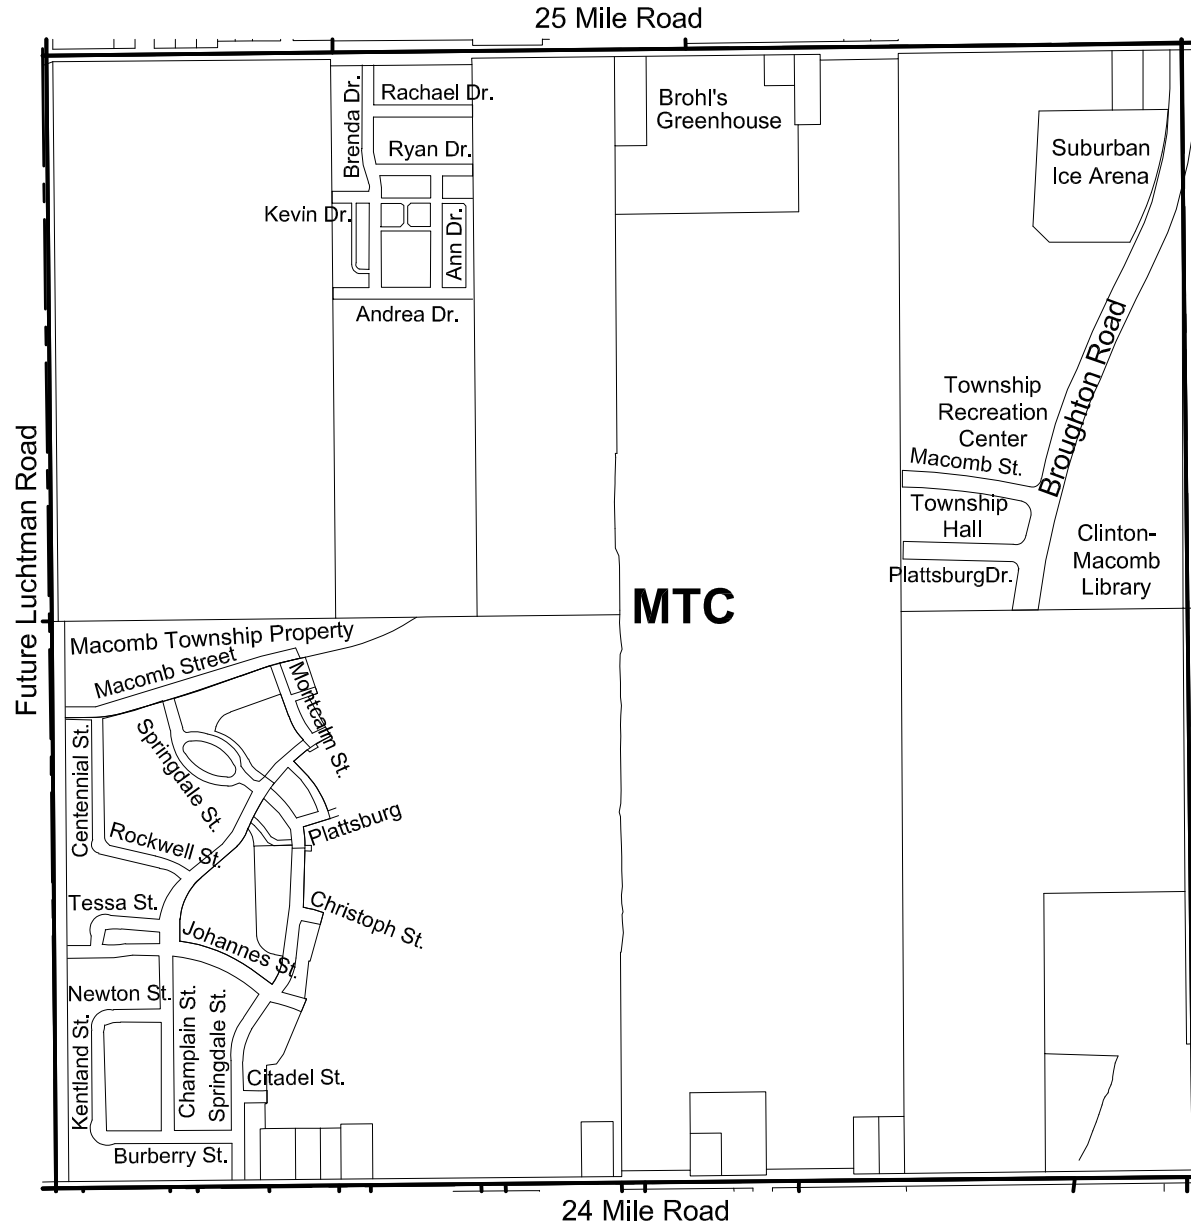 25 Mile Road
Brenda Dr.
Rachael Dr.
Ryan Dr.
Kevin Dr.
Ann Dr.
Andrea Dr.
Brohl's
Greenhouse
Suburban
Ice Arena
Broughton Road
Township
Recreation
Center
Macomb St.
Township
Hall
PlattsburgDr.
Clinton-
Macomb
Library
Future Luchtman Road
MTC
Macomb Township Property
Macomb Street
Montcalm St.
Springdale St.
Centennial St.
Rockwell St.
Plattsburg
Tessa St.
Johannes St.
Christoph St.
Newton St.
Kentland St.
Champlain St.
Springdale St.
Citadel St.
Burberry St.
24 Mile Road